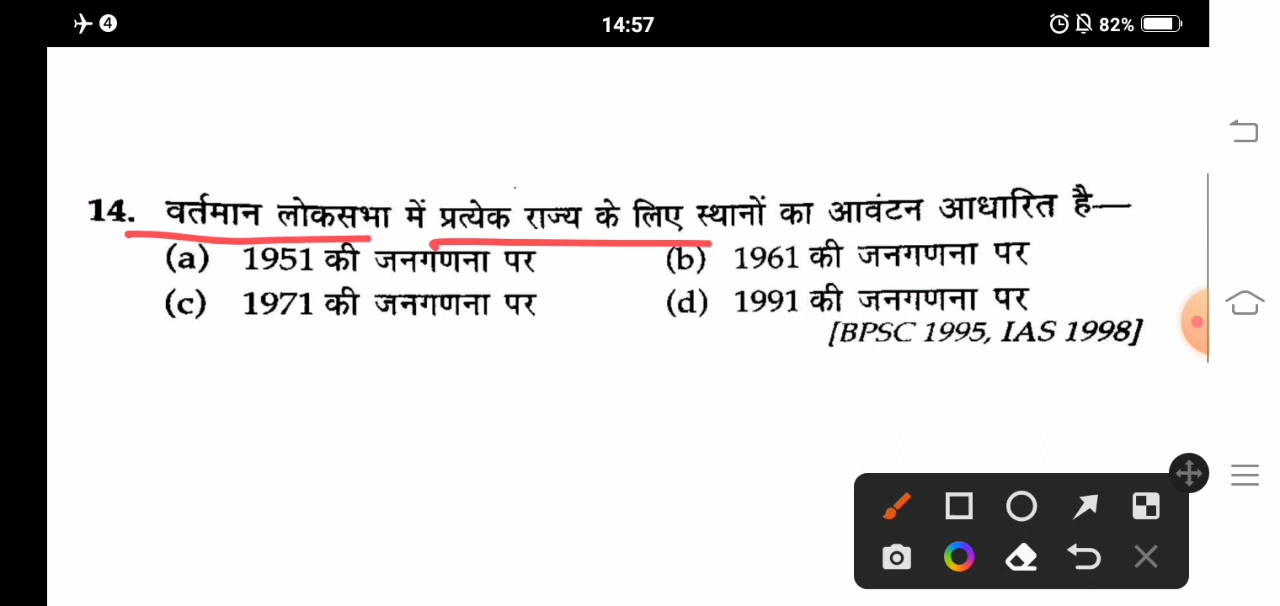 4
14:57
82%
14. वर्तमान लोकसभा में प्रत्येक राज्य के लिए स्थानों का आवंटन आधारित है—
(a) 1951 की जनगणना पर (b) 1961 की जनगणना पर
(c) 1971 की जनगणना पर (d) 1991 की जनगणना पर
[BPSC 1995, IAS 1998]